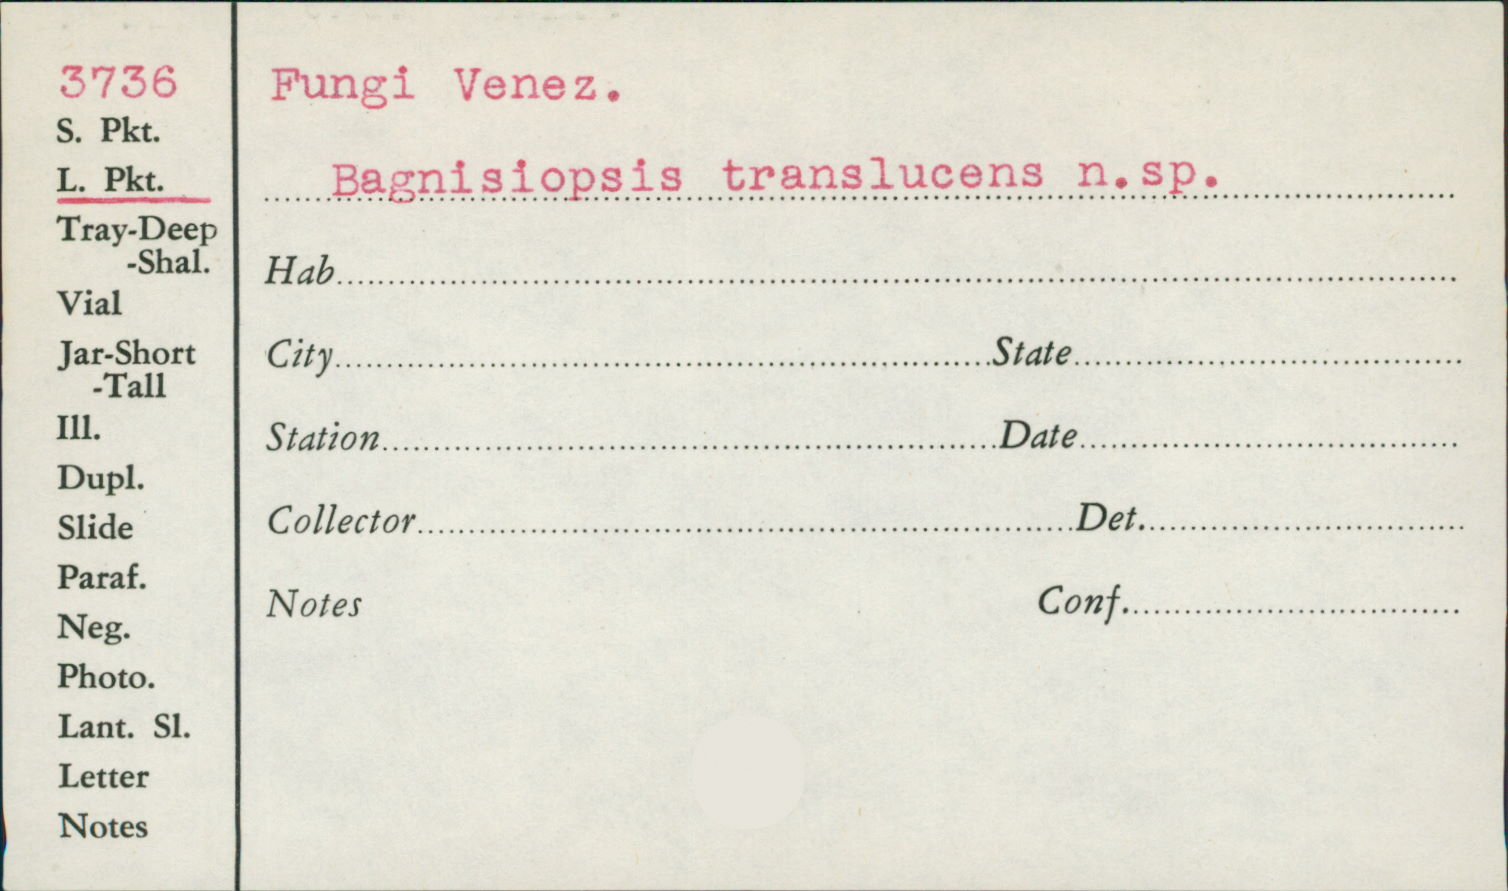 3736
S. Pkt.
L. Pkt.
Tray-Deep
-Shal.
Vial
Jar-Short
-Tall
Ill.
Dupl.
Slide
Paraf.
Neg.
Photo.
Lant. Sl.
Letter
Notes
Fungi Venez.
Bagnisiopsis translucens n.sp.
Hab
City State
Station Date
Collector Det.
Notes Conf.